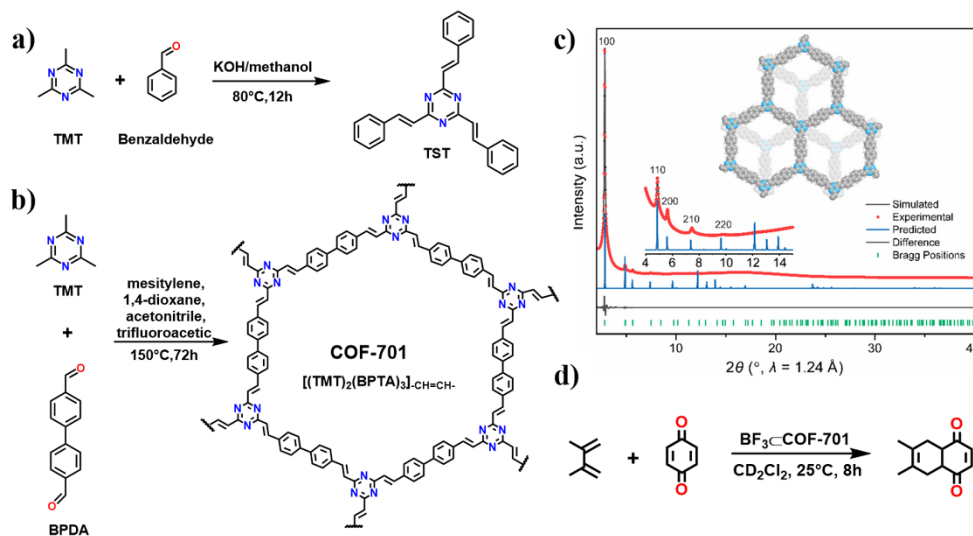 a)
+
KOH/methanol
80°C,12h
O
N N
N
TMT
Benzaldehyde
TST
b)
TMT
+
mesitylene,
1,4-dioxane,
acetonitrile,
trifluoroacetic
150°C,72h
BPDA
COF-701
[(TMT)₂(BPTA)₃]-CH=CH-
c)
100
110
200
210
220
4 6 8 10 12 14
Simulated
Experimental
Predicted
Difference
Bragg Positions
Intensity (a.u.)
10 20 30 40
2θ (°, λ = 1.24 Å)
d)
+
BF₃⊂COF-701
CD₂Cl₂, 25°C, 8h
O
O
O
O